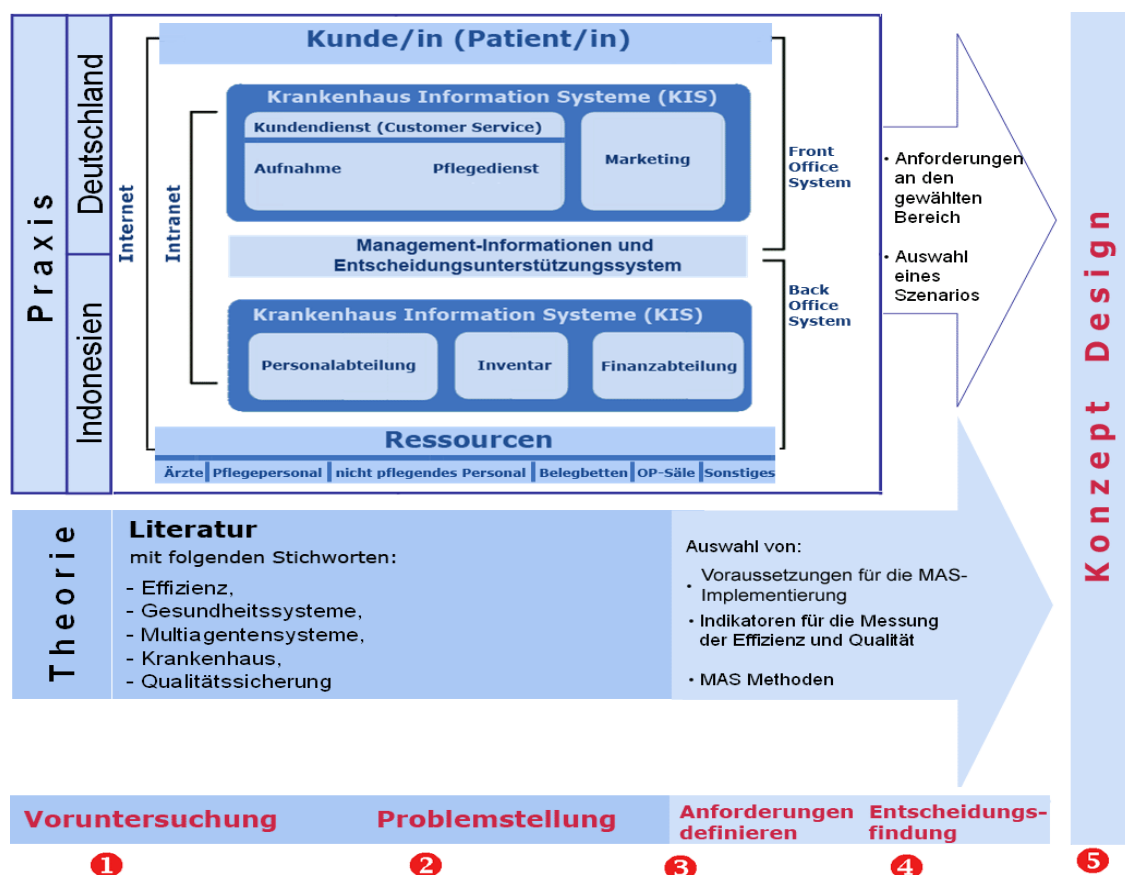 Praxis
Deutschland
Indonesien
Internet
Intranet
Kunde/in (Patient/in)
Krankenhaus Information Systeme (KIS)
Kundendienst (Customer Service)
Aufnahme Pflegedienst
Marketing
Management-Informationen und
Entscheidungsunterstützungssystem
Krankenhaus Information Systeme (KIS)
Personalabteilung
Inventar
Finanzabteilung
Ressourcen
Ärzte Pflegepersonal nicht pflegendes Personal Belegbetten OP-Säle Sonstiges
Front
Office
System
Back
Office
System
· Anforderungen
an den
gewählten
Bereich
· Auswahl
eines
Szenarios
Theorie
Literatur
mit folgenden Stichworten:
- Effizienz,
- Gesundheitssysteme,
- Multiagentensysteme,
- Krankenhaus,
- Qualitätssicherung
Auswahl von:
· Voraussetzungen für die MAS-
Implementierung
· Indikatoren für die Messung
der Effizienz und Qualität
· MAS Methoden
Konzept Design
Voruntersuchung
Problemstellung
Anforderungen
definieren
Entscheidungs-
findung
1
2
3
4
5